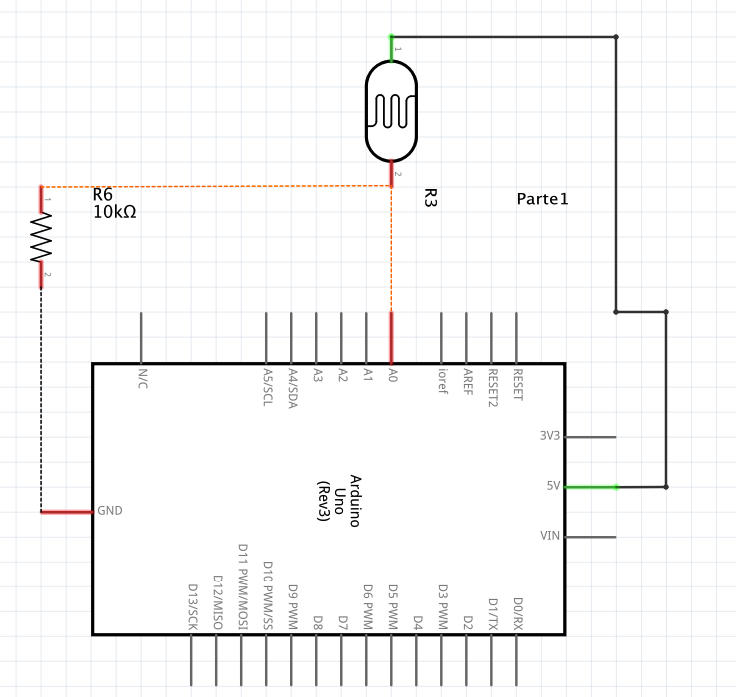 1
2
R3
Parte1
R6
10kΩ
1
2
N/C
A5/SCL
A4/SDA
A3
A2
A1
A0
ioref
AREF
RESET2
RESET
3V3
5V
VIN
GND
Arduino
Uno
(Rev3)
D13/SCK
D12/MISO
D11 PWM/MOSI
D10 PWM/SS
D9 PWM
D8
D7
D6 PWM
D5 PWM
D4
D3 PWM
D2
D1/TX
D0/RX